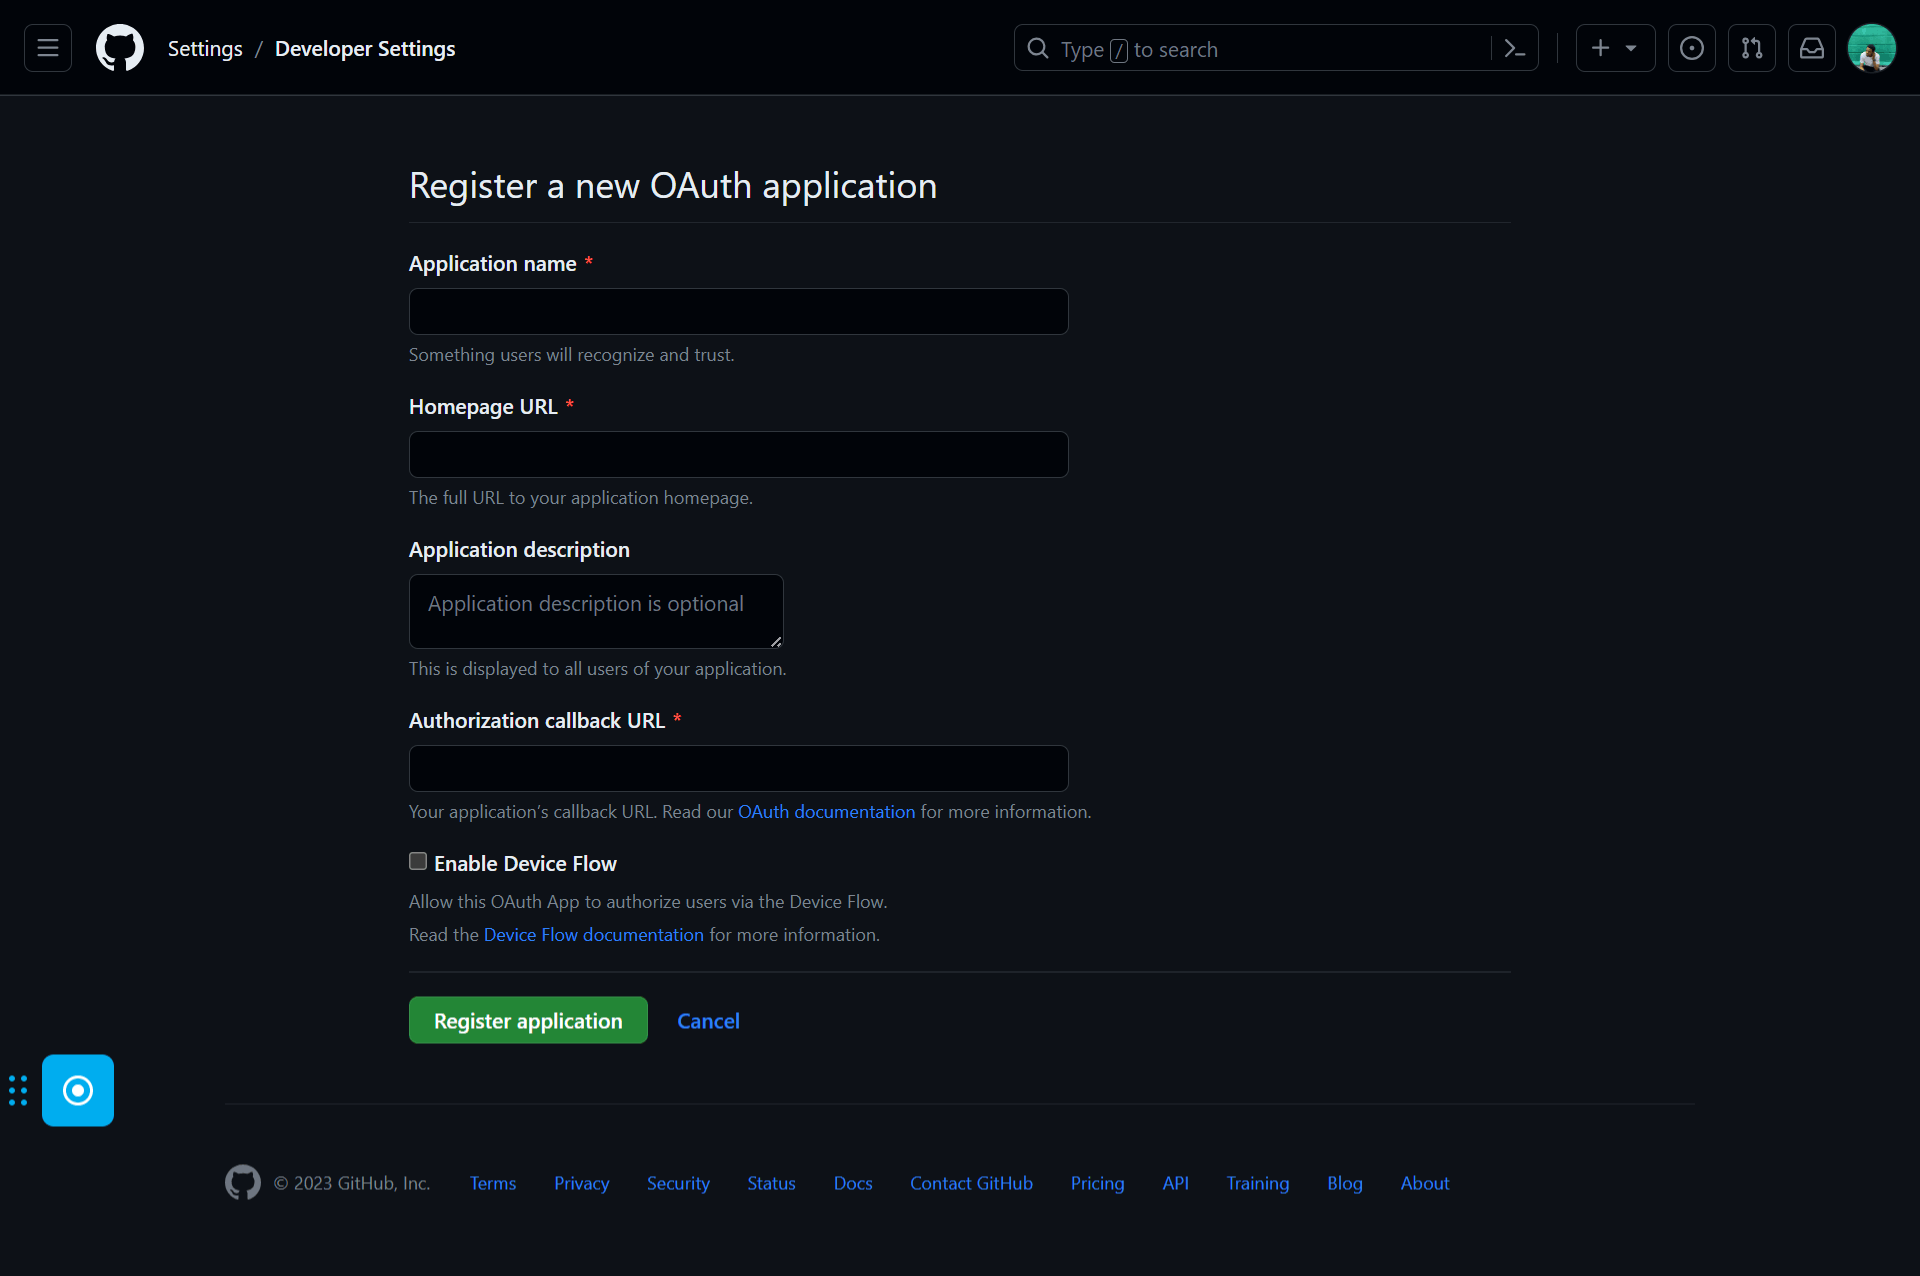 Settings / Developer Settings
Type / to search
Register a new OAuth application
Application name *
Something users will recognize and trust.
Homepage URL *
The full URL to your application homepage.
Application description
Application description is optional
This is displayed to all users of your application.
Authorization callback URL *
Your application’s callback URL. Read our OAuth documentation for more information.
Enable Device Flow
Allow this OAuth App to authorize users via the Device Flow.
Read the Device Flow documentation for more information.
Register application Cancel
© 2023 GitHub, Inc. Terms Privacy Security Status Docs Contact GitHub Pricing API Training Blog About